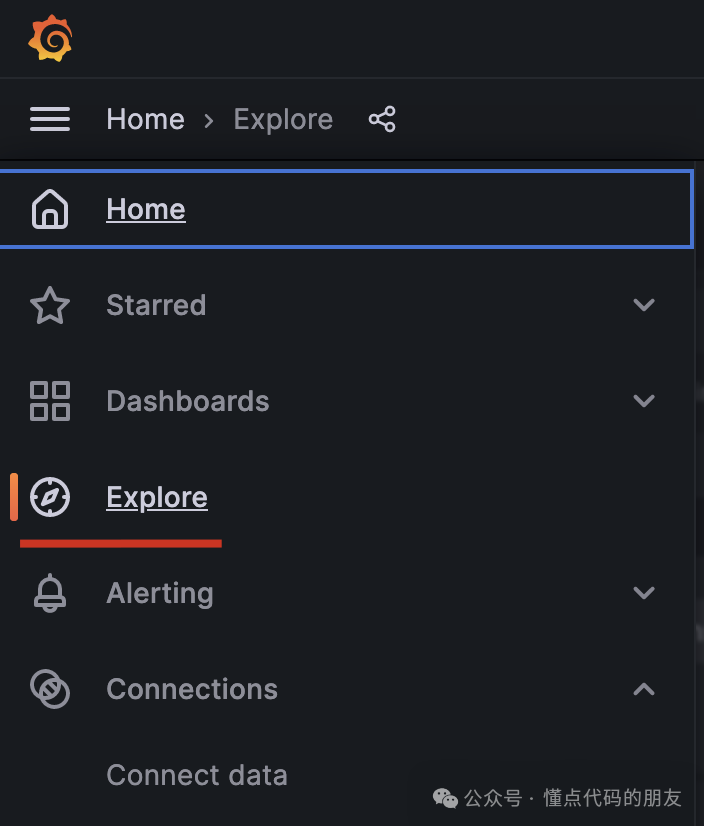 Home › Explore
Home
Starred
Dashboards
Explore
Alerting
Connections
Connect data
公众号 · 懂点代码的朋友